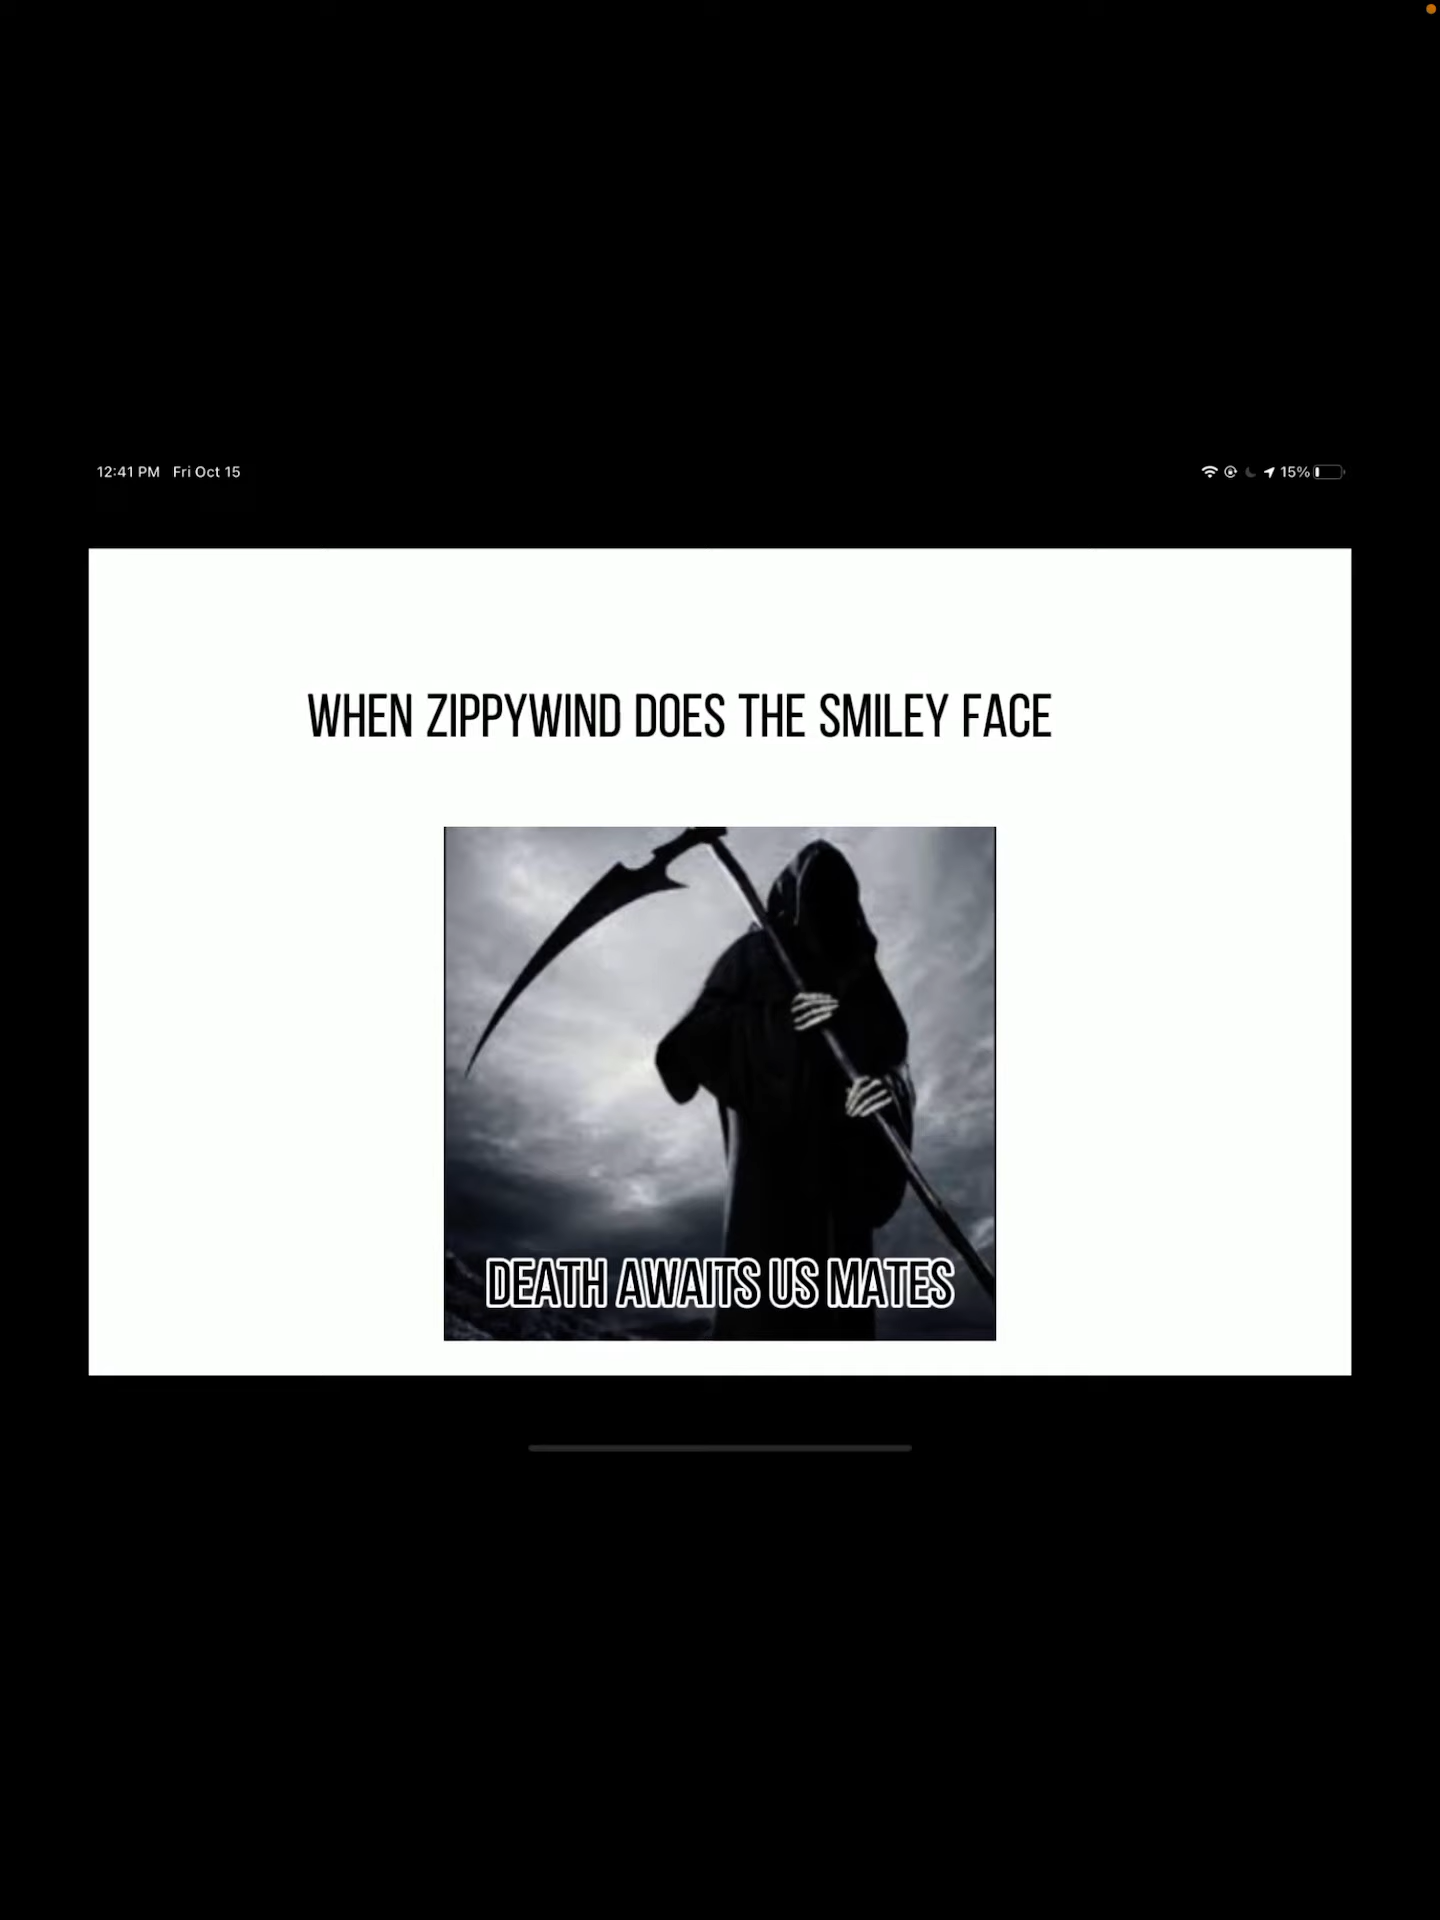 12:41 PM Fri Oct 15 15%
WHEN ZIPPYWIND DOES THE SMILEY FACE
DEATH AWAITS US MATES